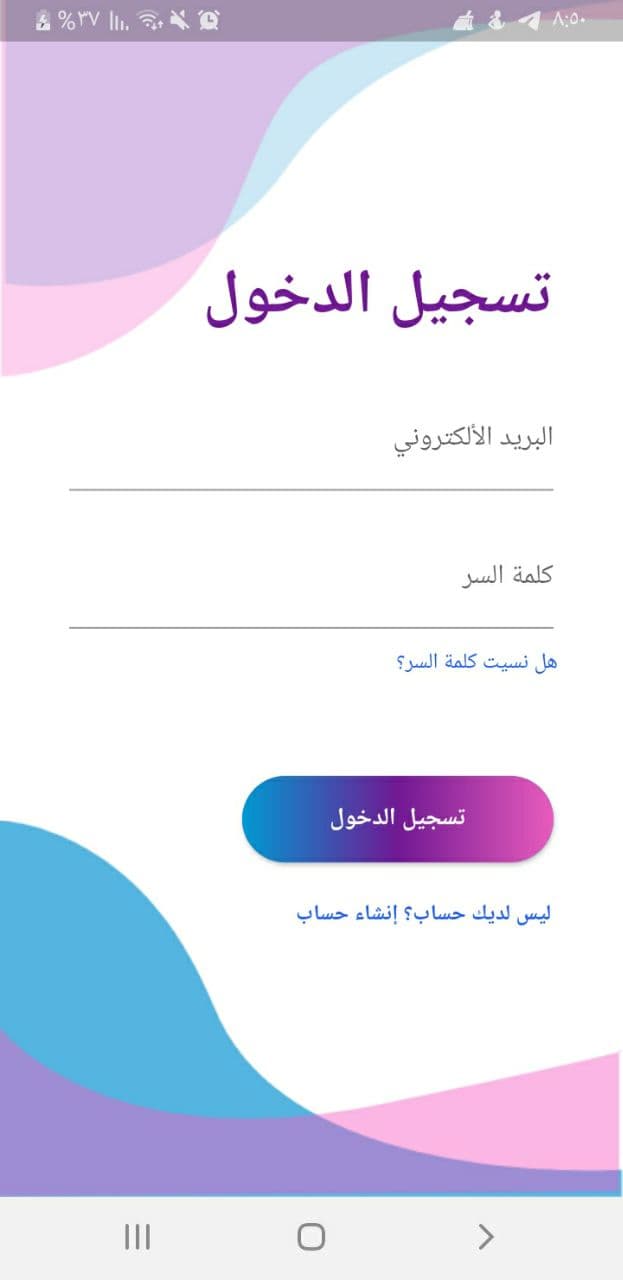 ٨:٥٠ %٣٧
تسجيل الدخول
البريد الألكتروني
كلمة السر
هل نسيت كلمة السر؟
تسجيل الدخول
ليس لديك حساب؟ إنشاء حساب